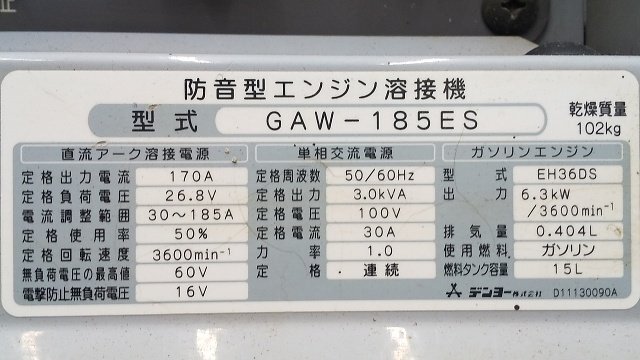 防音型エンジン溶接機
型式 GAW-185ES 乾燥質量 102kg
直流アーク溶接電源
定格出力電流 170A
定格負荷電圧 26.8V
電流調整範囲 30～185A
定格使用率 50%
定格回転速度 3600min⁻¹
無負荷電圧の最高値 60V
電撃防止無負荷電圧 16V
単相交流電源
定格周波数 50/60Hz
定格出力 3.0kVA
定格電圧 100V
定格電流 30A
力率 1.0
定格 連続
ガソリンエンジン
型式 EH36DS
出力 6.3kW
/3600min⁻¹
排気量 0.404L
使用燃料 ガソリン
燃料タンク容量 15L
デンヨー株式会社 D11130090A